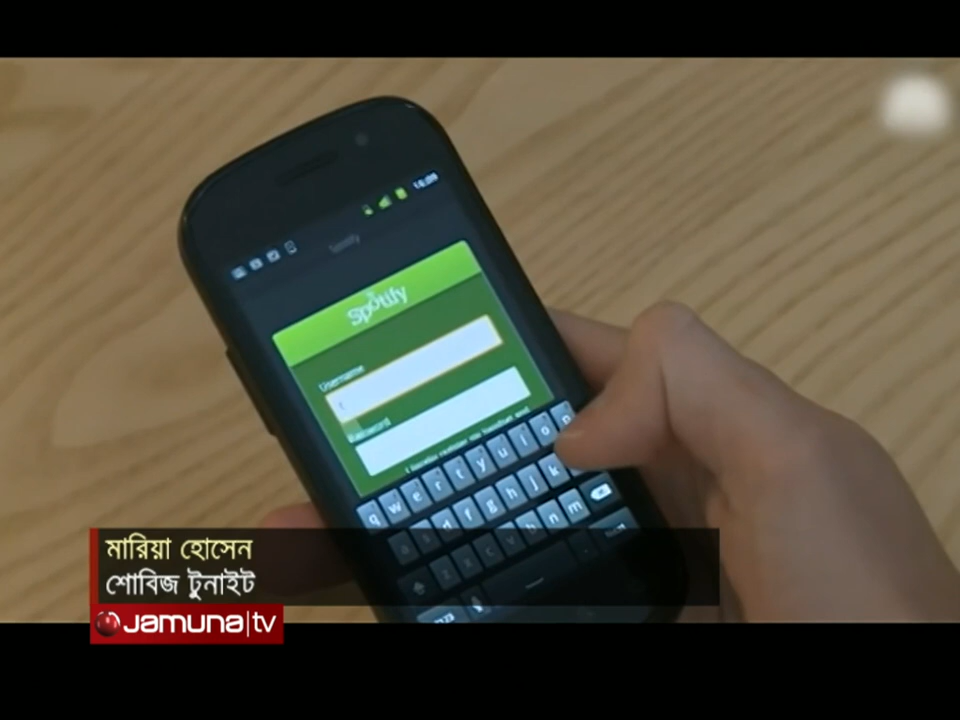 Spotify
Username
Password
q w e r t y u i o p
d f g h j k
z x c v b n m
মারিয়া হোসেন
শোবিজ টুনাইট
Jamuna|tv